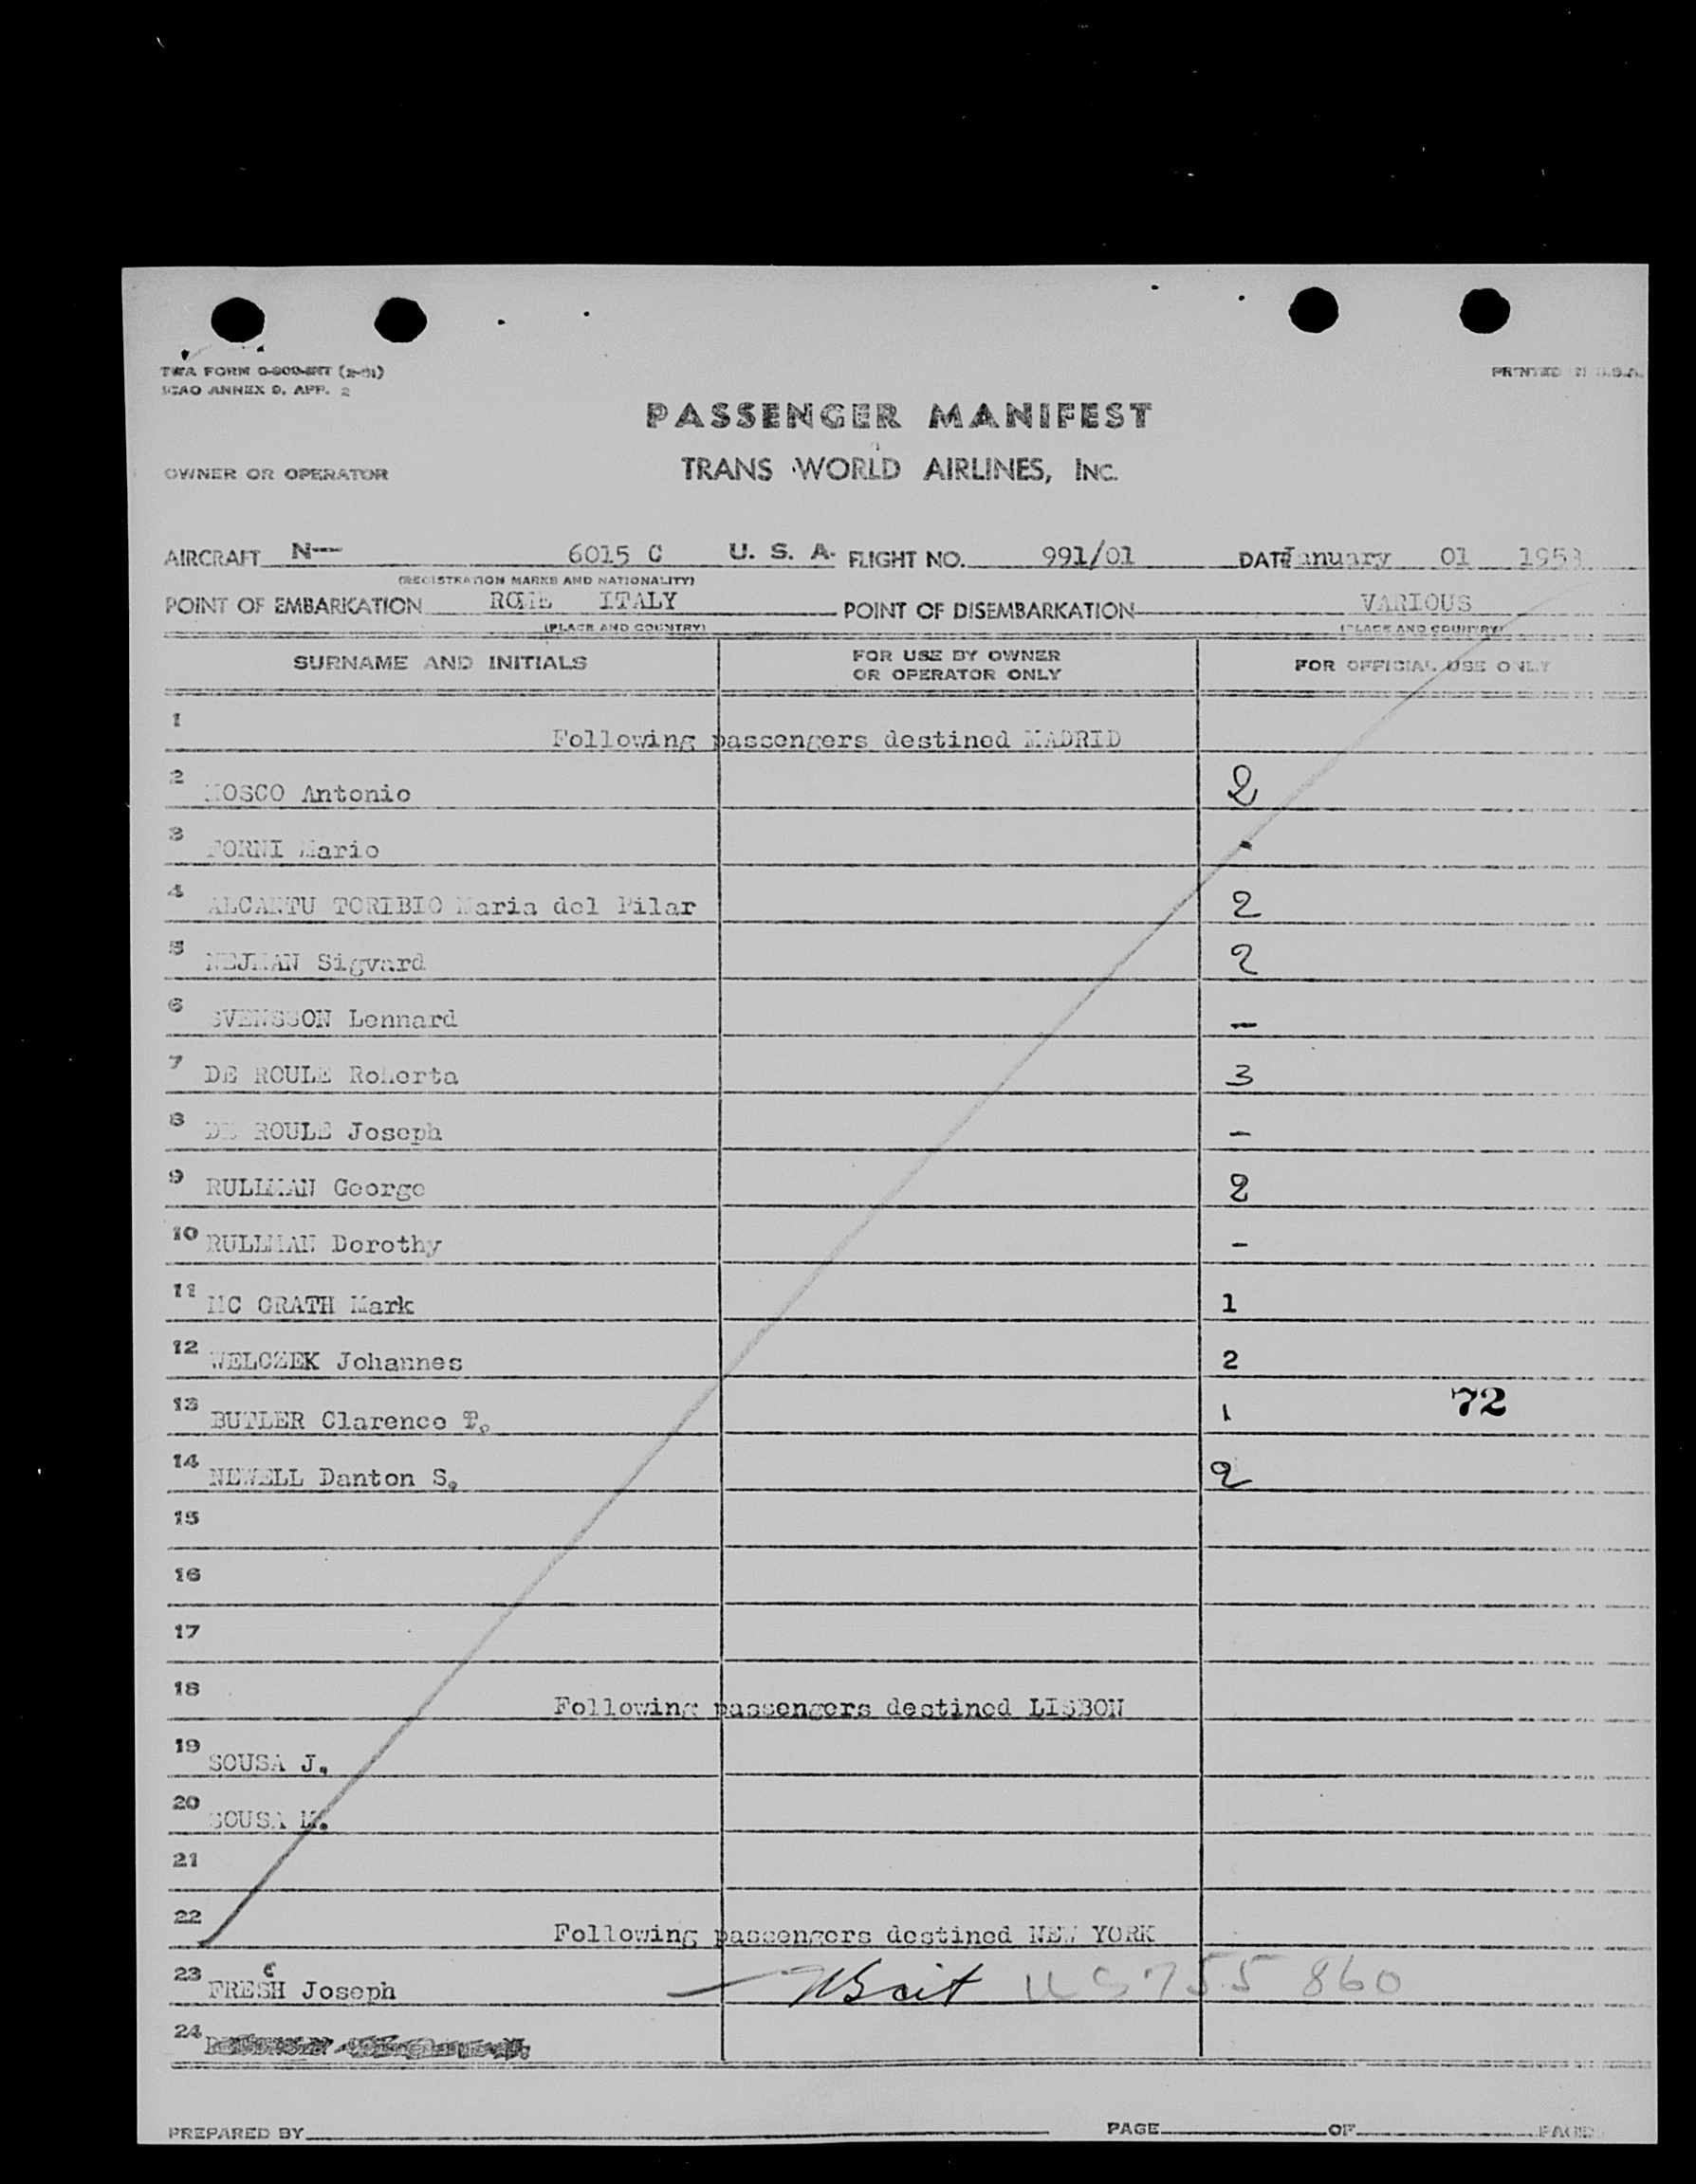 TWA FORM
ICAO ANNEX 9, APP. 2
PRINTED IN U.S.A.
PASSENGER MANIFEST
OWNER OR OPERATOR TRANS WORLD AIRLINES, INC.
AIRCRAFT N-- 6015 C U. S. A. FLIGHT NO. 991/01 DATE January 01 1953
(REGISTRATION MARKS AND NATIONALITY)
POINT OF EMBARKATION ROME ITALY POINT OF DISEMBARKATION VARIOUS
(PLACE AND COUNTRY) (PLACE AND COUNTRY)
SURNAME AND INITIALS FOR USE BY OWNER OR OPERATOR ONLY FOR OFFICIAL USE ONLY
1 Following passengers destined MADRID
2 MOSCO Antonio 2
3 FORNI Mario
4 ALCANTU TORIBIO Maria del Pilar 2
5 NEJMAN Sigvard 2
6 SVENSSON Lennard -
7 DE ROULE Roberta 3
8 DE ROULE Joseph -
9 RULLMAN George 2
10 RULLMAN Dorothy -
11 MC GRATH Mark 1
12 WELCZEK Johannes 2
13 BUTLER Clarence T. 1 72
14 NEWELL Danton S. 2
15
16
17
18 Following passengers destined LISBON
19 SOUSA J.
20 SOUSA M.
21
22 Following passengers destined NEW YORK
23 FRESH Joseph US 755 860
24
PREPARED BY PAGE OF PAGES